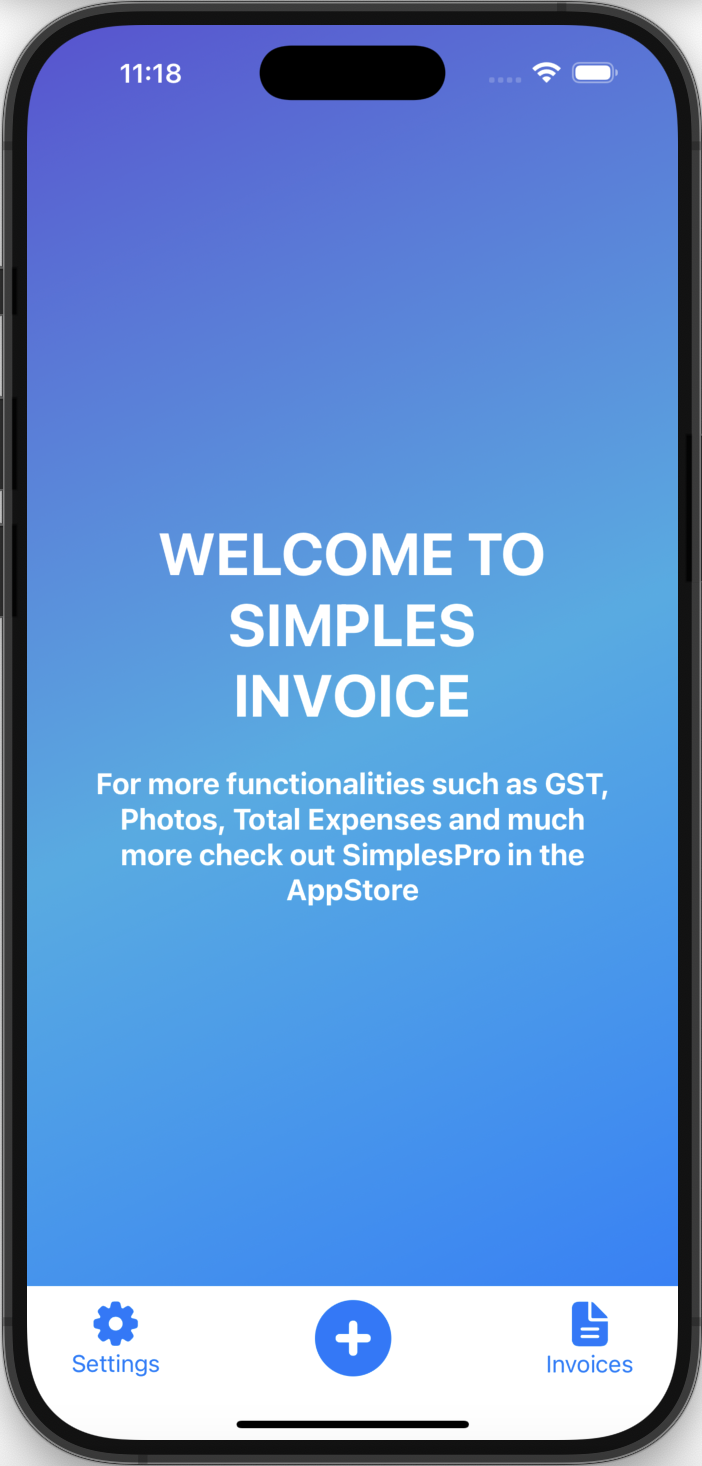 11:18
WELCOME TO
SIMPLES
INVOICE
For more functionalities such as GST,
Photos, Total Expenses and much
more check out SimplesPro in the
AppStore
Settings
Invoices